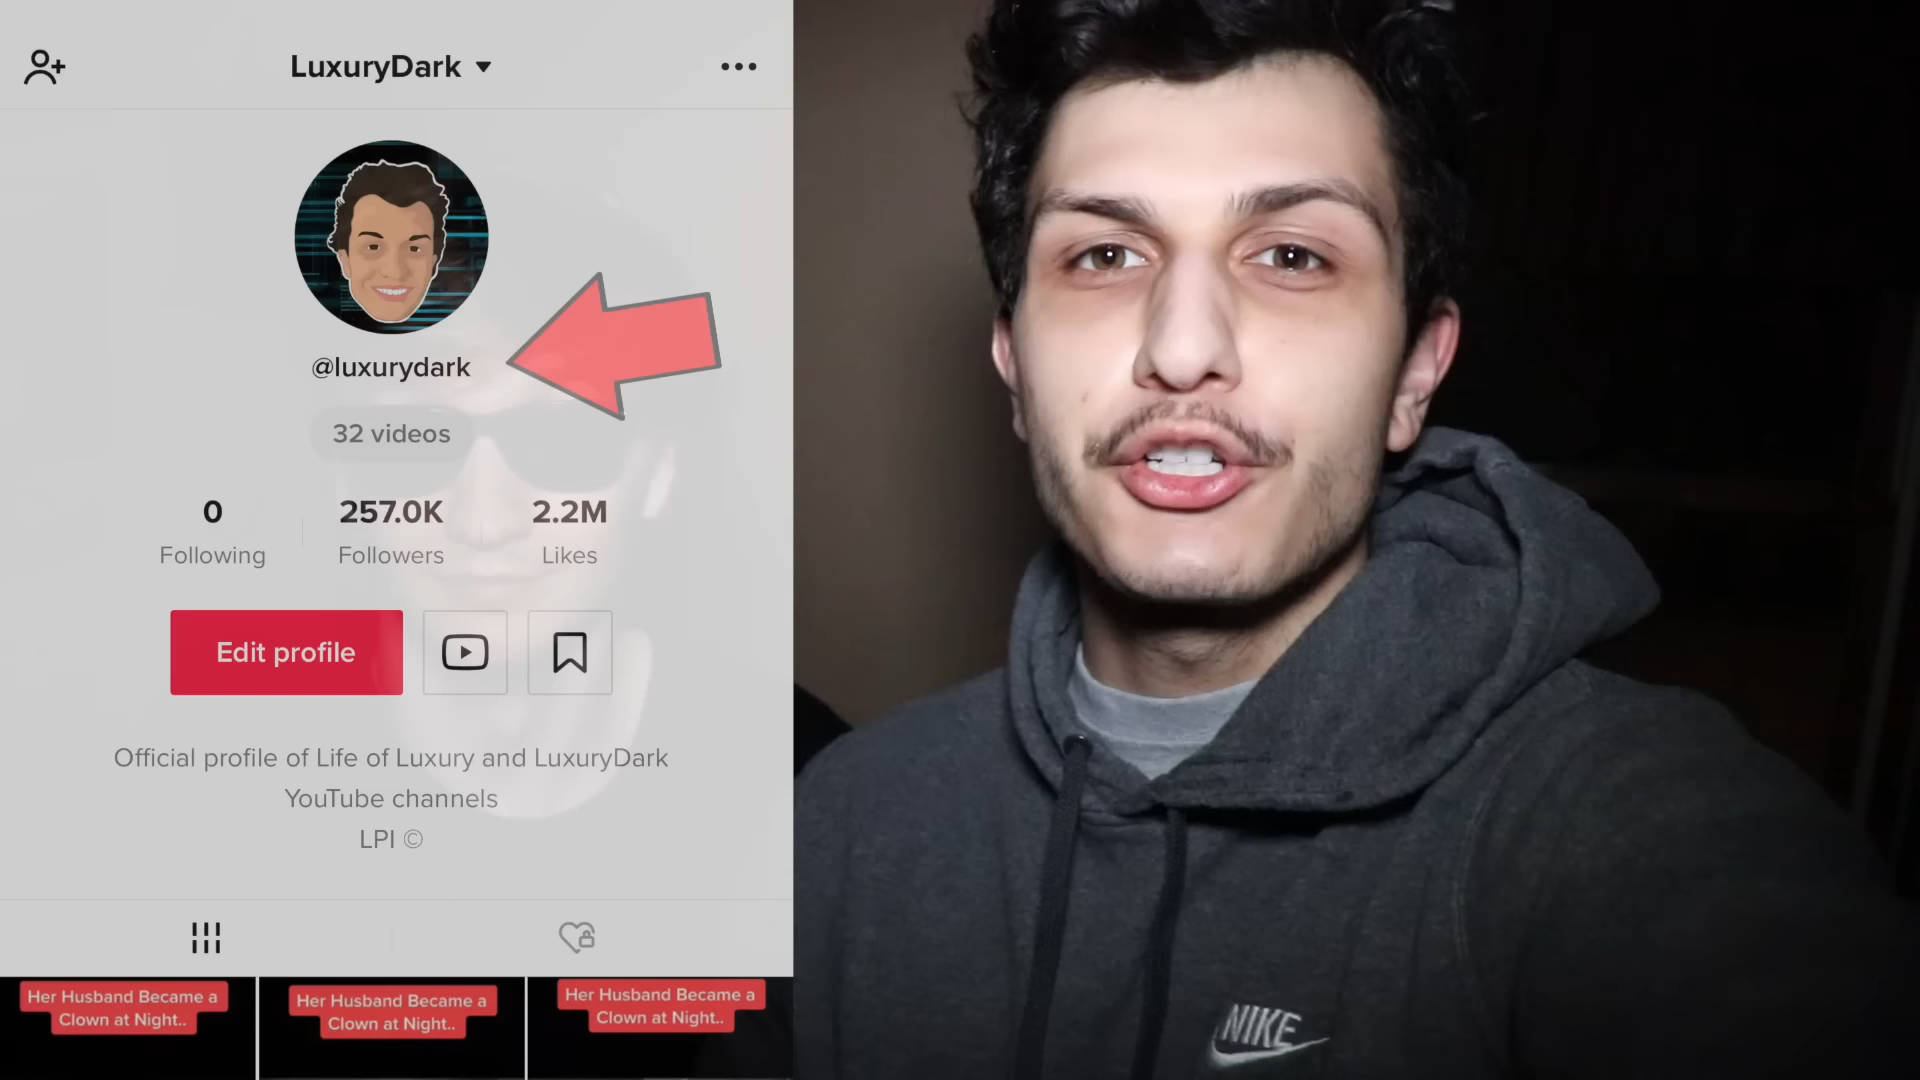 LuxuryDark
@luxurydark
32 videos
0
Following
257.0K
Followers
2.2M
Likes
Edit profile
Official profile of Life of Luxury and LuxuryDark
YouTube channels
LPI ©
Her Husband Became a
Clown at Night..
Her Husband Became a
Clown at Night..
Her Husband Became a
Clown at Night..
NIKE